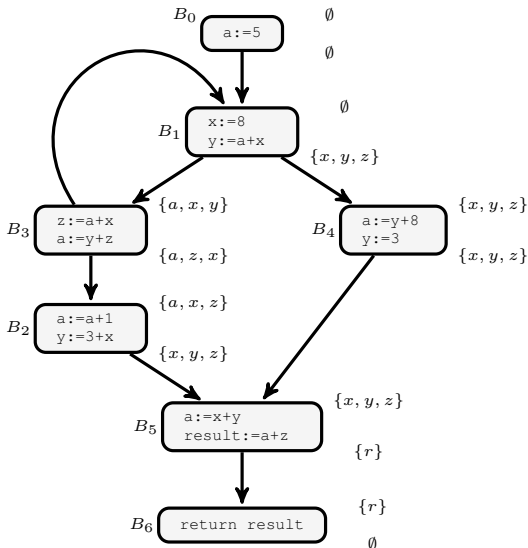 B0
a:=5
∅
∅
B1
x:=8
y:=a+x
∅
{x, y, z}
B3
z:=a+x
a:=y+z
{a, x, y}
{a, z, x}
B4
a:=y+8
y:=3
{x, y, z}
{x, y, z}
B2
a:=a+1
y:=3+x
{a, x, z}
{x, y, z}
B5
a:=x+y
result:=a+z
{x, y, z}
{r}
B6
return result
{r}
∅